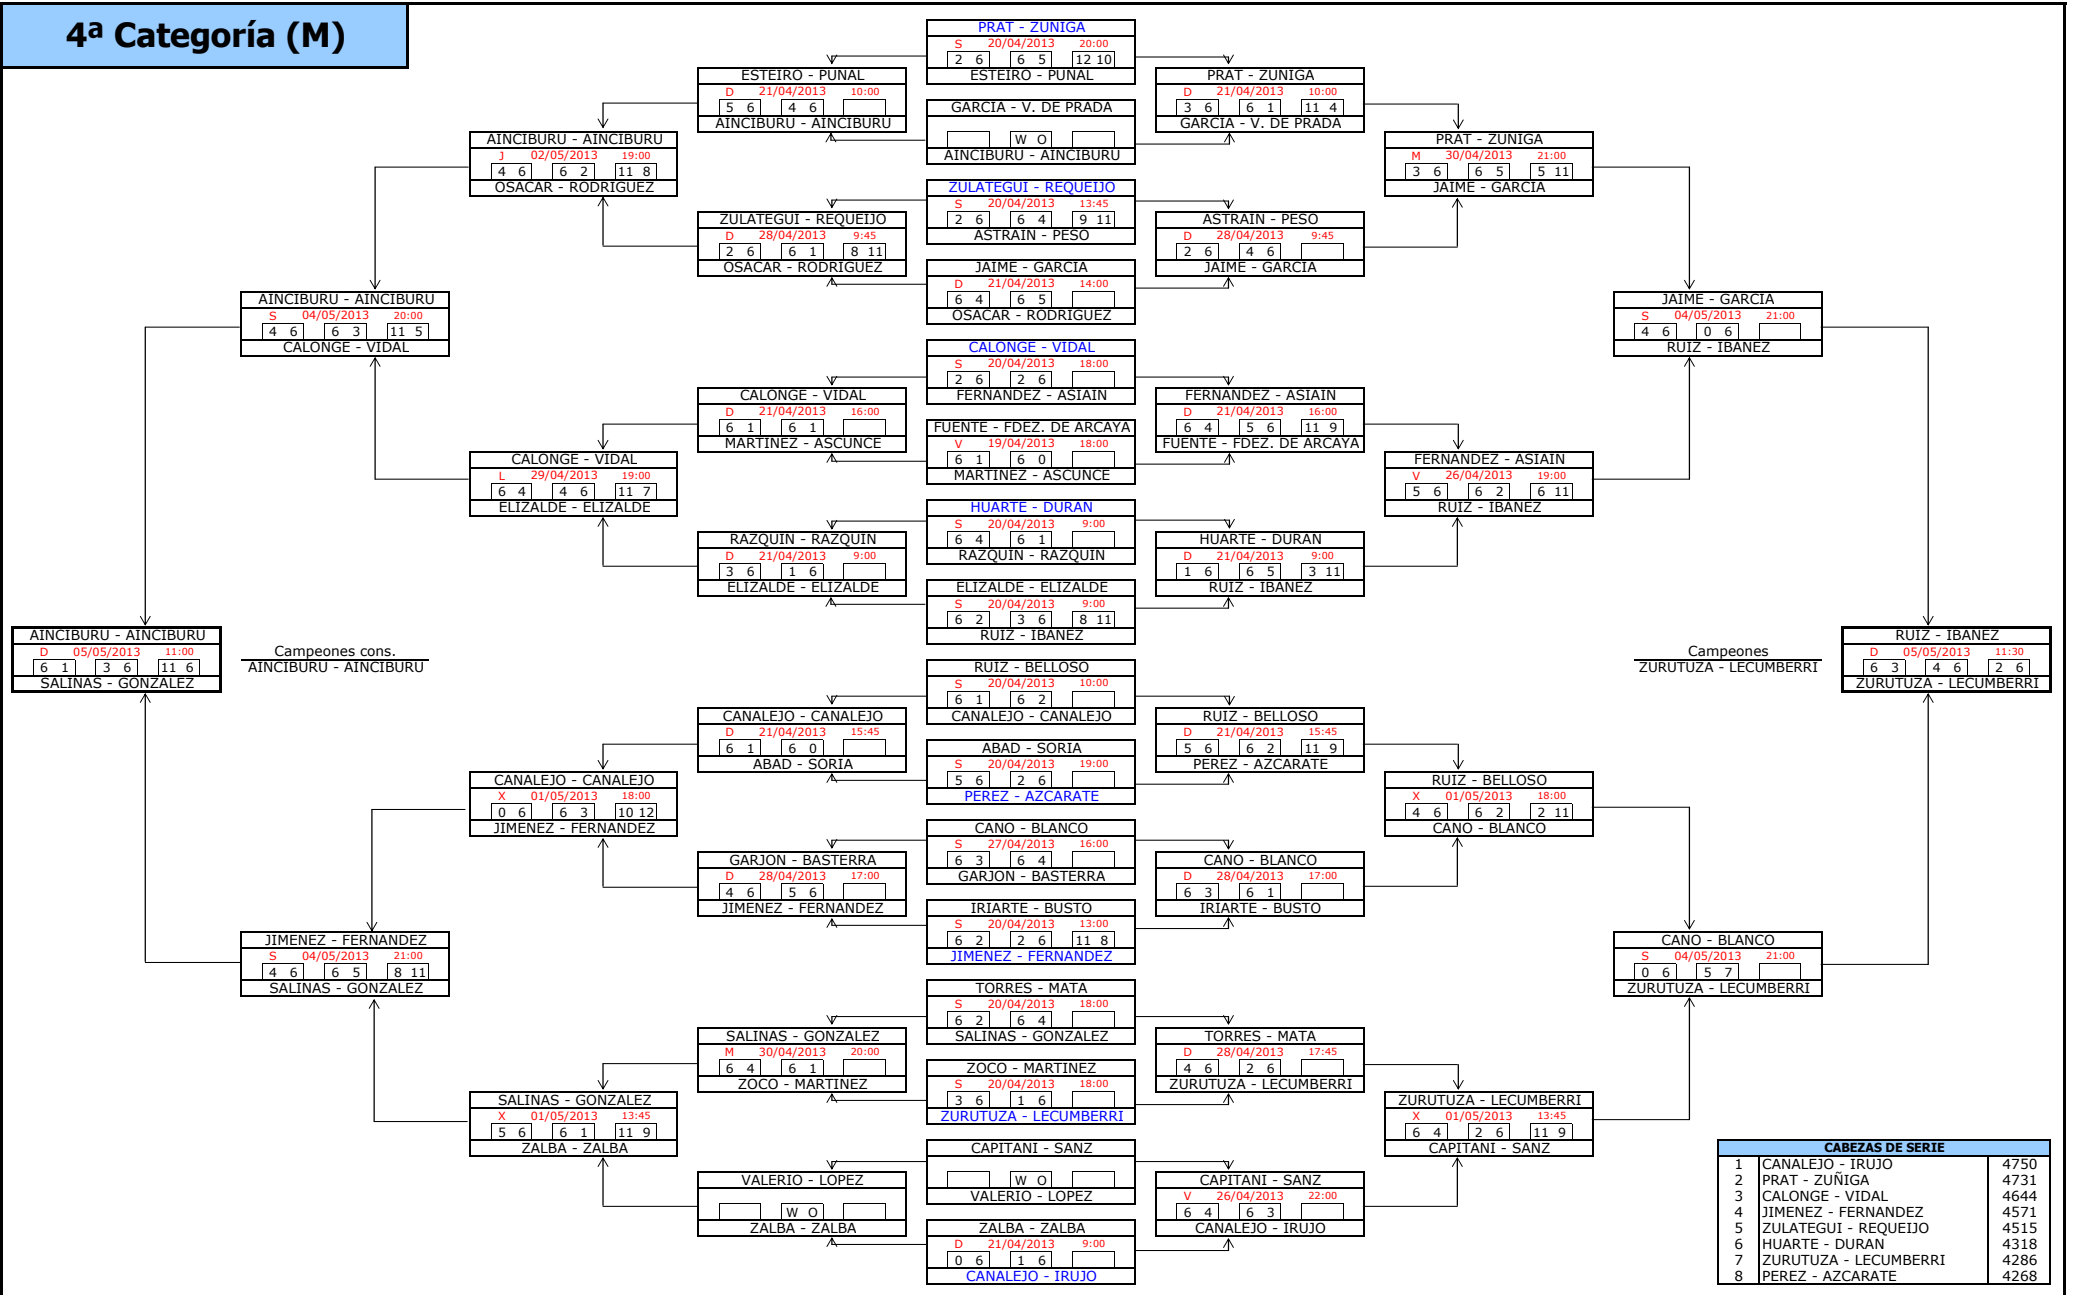 4ª Categoría (M)
PRAT - ZUÑIGA
S 20/04/2013 20:00
2 6 6 5 12 10
ESTEIRO - PUÑAL
GARCIA - V. DE PRADA
W O
AINCIBURU - AINCIBURU
ZULATEGUI - REQUEIJO
S 20/04/2013 13:45
2 6 6 4 9 11
ASTRAIN - PESO
JAIME - GARCIA
D 21/04/2013 14:00
6 4 6 5
OSACAR - RODRIGUEZ
CALONGE - VIDAL
S 20/04/2013 18:00
2 6 2 6
FERNANDEZ - ASIAIN
FUENTE - FDEZ. DE ARCAYA
V 19/04/2013 18:00
6 1 6 0
MARTINEZ - ASCUNCE
HUARTE - DURAN
S 20/04/2013 9:00
6 4 6 1
RAZQUIN - RAZQUIN
ELIZALDE - ELIZALDE
S 20/04/2013 9:00
6 2 3 6 8 11
RUIZ - IBAÑEZ
RUIZ - BELLOSO
S 20/04/2013 10:00
6 1 6 2
CANALEJO - CANALEJO
ABAD - SORIA
S 20/04/2013 19:00
5 6 2 6
PEREZ - AZCARATE
CANO - BLANCO
S 27/04/2013 16:00
6 3 6 4
GARJON - BASTERRA
IRIARTE - BUSTO
S 20/04/2013 13:00
6 2 2 6 11 8
JIMENEZ - FERNANDEZ
TORRES - MATA
S 20/04/2013 18:00
6 2 6 4
SALINAS - GONZALEZ
ZOCO - MARTINEZ
S 20/04/2013 18:00
3 6 1 6
ZURUTUZA - LECUMBERRI
CAPITANI - SANZ
W O
VALERIO - LOPEZ
ZALBA - ZALBA
D 21/04/2013 9:00
0 6 1 6
CANALEJO - IRUJO
ESTEIRO - PUÑAL
D 21/04/2013 10:00
5 6 4 6
AINCIBURU - AINCIBURU
ZULATEGUI - REQUEIJO
D 28/04/2013 9:45
2 6 6 1 8 11
OSACAR - RODRIGUEZ
CALONGE - VIDAL
D 21/04/2013 16:00
6 1 6 1
MARTINEZ - ASCUNCE
RAZQUIN - RAZQUIN
D 21/04/2013 9:00
3 6 1 6
ELIZALDE - ELIZALDE
CANALEJO - CANALEJO
D 21/04/2013 15:45
6 1 6 0
ABAD - SORIA
GARJON - BASTERRA
D 28/04/2013 17:00
4 6 5 6
JIMENEZ - FERNANDEZ
SALINAS - GONZALEZ
M 30/04/2013 20:00
6 4 6 1
ZOCO - MARTINEZ
VALERIO - LOPEZ
W O
ZALBA - ZALBA
AINCIBURU - AINCIBURU
J 02/05/2013 19:00
4 6 6 2 11 8
OSACAR - RODRIGUEZ
CALONGE - VIDAL
L 29/04/2013 19:00
6 4 4 6 11 7
ELIZALDE - ELIZALDE
CANALEJO - CANALEJO
X 01/05/2013 18:00
0 6 6 3 10 12
JIMENEZ - FERNANDEZ
SALINAS - GONZALEZ
X 01/05/2013 13:45
5 6 6 1 11 9
ZALBA - ZALBA
AINCIBURU - AINCIBURU
S 04/05/2013 20:00
4 6 6 3 11 5
CALONGE - VIDAL
JIMENEZ - FERNANDEZ
S 04/05/2013 21:00
4 6 6 5 8 11
SALINAS - GONZALEZ
AINCIBURU - AINCIBURU
D 05/05/2013 11:00
6 1 3 6 11 6
SALINAS - GONZALEZ
Campeones cons.
AINCIBURU - AINCIBURU
PRAT - ZUÑIGA
D 21/04/2013 10:00
3 6 6 1 11 4
GARCIA - V. DE PRADA
ASTRAIN - PESO
D 28/04/2013 9:45
2 6 4 6
JAIME - GARCIA
FERNANDEZ - ASIAIN
D 21/04/2013 16:00
6 4 5 6 11 9
FUENTE - FDEZ. DE ARCAYA
HUARTE - DURAN
D 21/04/2013 9:00
1 6 6 5 3 11
RUIZ - IBAÑEZ
RUIZ - BELLOSO
D 21/04/2013 15:45
5 6 6 2 11 9
PEREZ - AZCARATE
CANO - BLANCO
D 28/04/2013 17:00
6 3 6 1
IRIARTE - BUSTO
TORRES - MATA
D 28/04/2013 17:45
4 6 2 6
ZURUTUZA - LECUMBERRI
CAPITANI - SANZ
V 26/04/2013 22:00
6 4 6 3
CANALEJO - IRUJO
PRAT - ZUÑIGA
M 30/04/2013 21:00
3 6 6 5 5 11
JAIME - GARCIA
FERNANDEZ - ASIAIN
V 26/04/2013 19:00
5 6 6 2 6 11
RUIZ - IBAÑEZ
RUIZ - BELLOSO
X 01/05/2013 18:00
4 6 6 2 2 11
CANO - BLANCO
ZURUTUZA - LECUMBERRI
X 01/05/2013 13:45
6 4 2 6 11 9
CAPITANI - SANZ
JAIME - GARCIA
S 04/05/2013 21:00
4 6 0 6
RUIZ - IBAÑEZ
CANO - BLANCO
S 04/05/2013 21:00
0 6 5 7
ZURUTUZA - LECUMBERRI
Campeones
ZURUTUZA - LECUMBERRI
RUIZ - IBAÑEZ
D 05/05/2013 11:30
6 3 4 6 2 6
ZURUTUZA - LECUMBERRI
CABEZAS DE SERIE
1 CANALEJO - IRUJO 4750
2 PRAT - ZUÑIGA 4731
3 CALONGE - VIDAL 4644
4 JIMENEZ - FERNANDEZ 4571
5 ZULATEGUI - REQUEIJO 4515
6 HUARTE - DURAN 4318
7 ZURUTUZA - LECUMBERRI 4286
8 PEREZ - AZCARATE 4268